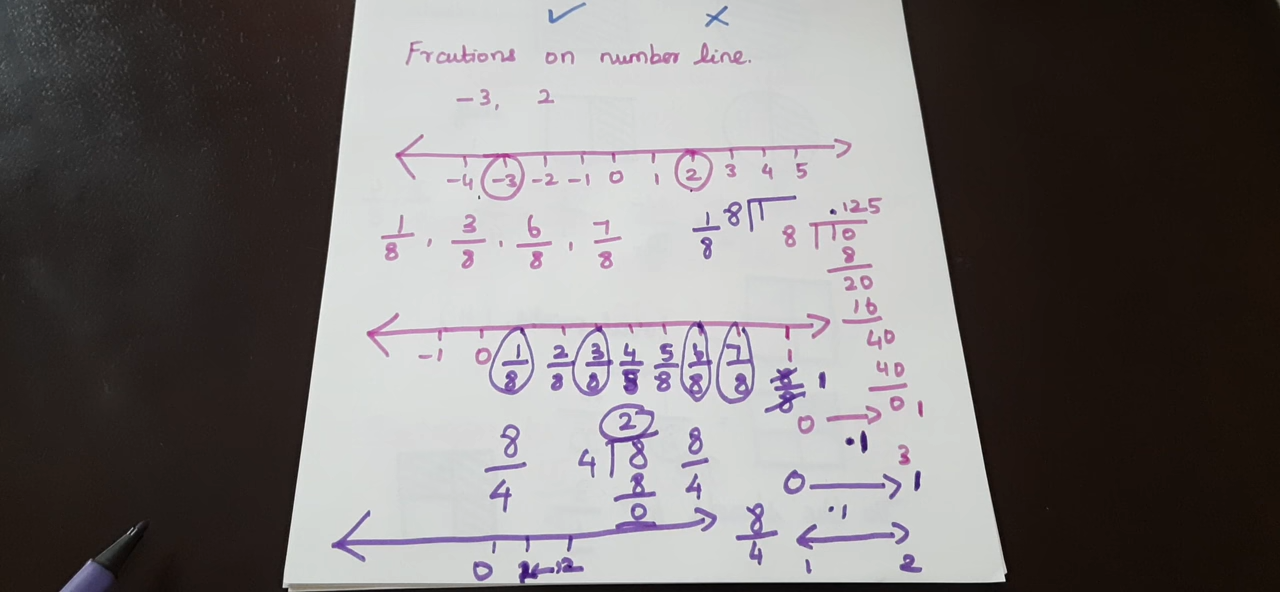 ✓ ×
Fractions on number line.
-3, 2
-4 -3 -2 -1 0 1 2 3 4 5
1/8, 3/8, 6/8, 7/8
1/8 8 1
.125
8 10
8
20
16
40
40
0
-1 0 1/8 2/8 3/8 4/8 5/8 6/8 7/8 1
8/8 1
0 → 1
.1
3
0 → 1
.1
8/4
2
4 8
8
0
8/4
8/4 1 ↔ 2
0 2